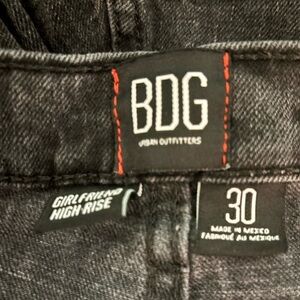 BDG
URBAN OUTFITTERS
GIRLFRIEND
HIGH-RISE
30
MADE IN MEXICO
FABRIQUÉ AU MEXIQUE